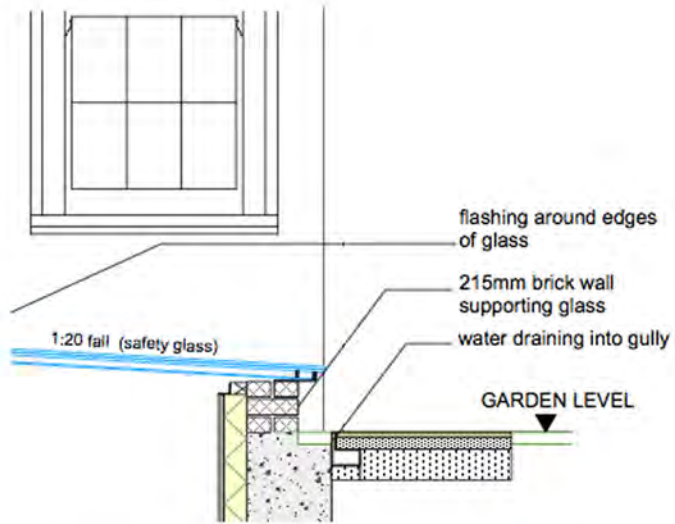 flashing around edges
of glass
215mm brick wall
supporting glass
water draining into gully
1:20 fall (safety glass)
GARDEN LEVEL